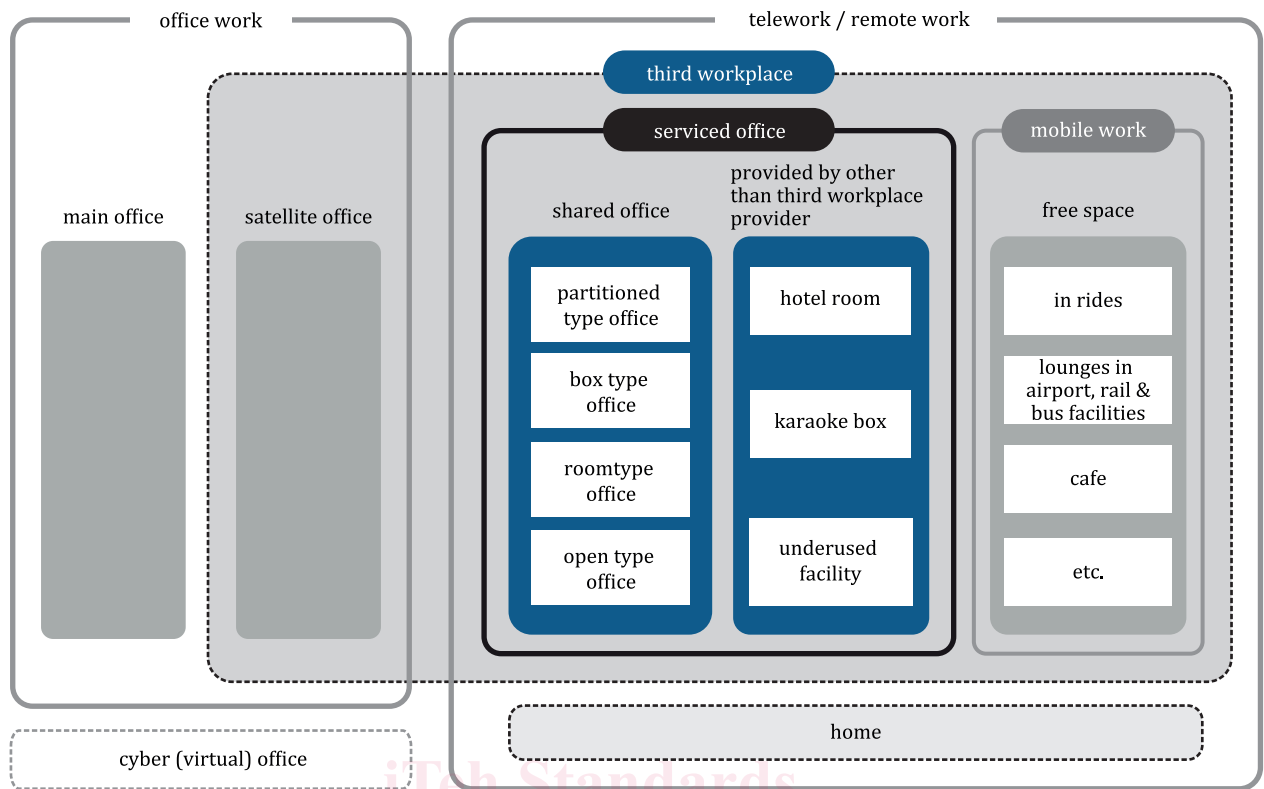 office work
telework / remote work
third workplace
serviced office
mobile work
main office
satellite office
shared office
provided by other
than third workplace
provider
free space
partitioned
type office
box type
office
roomtype
office
open type
office
hotel room
karaoke box
underused
facility
in rides
lounges in
airport, rail &
bus facilities
cafe
etc.
home
cyber (virtual) office
iTeh Standards